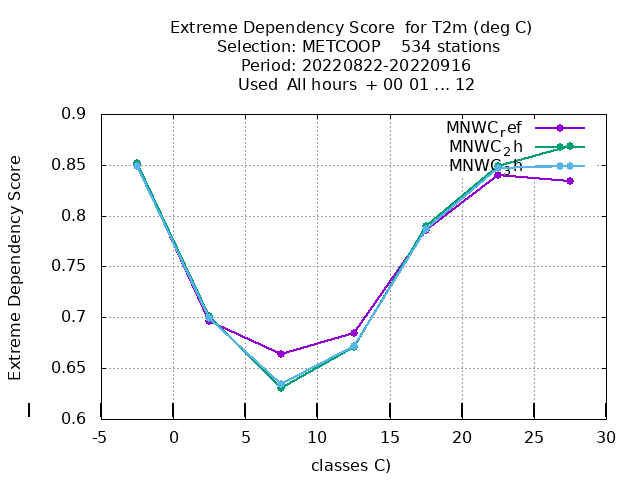 Extreme Dependency Score for T2m (deg C)
Selection: METCOOP 534 stations
Period: 20220822-20220916
Used All hours + 00 01 ... 12
0.9
0.85
0.8
0.75
0.7
0.65
0.6
Extreme Dependency Score
MNWC_ref
MNWC_2h
MNWC_3h
-5 0 5 10 15 20 25 30
classes C)